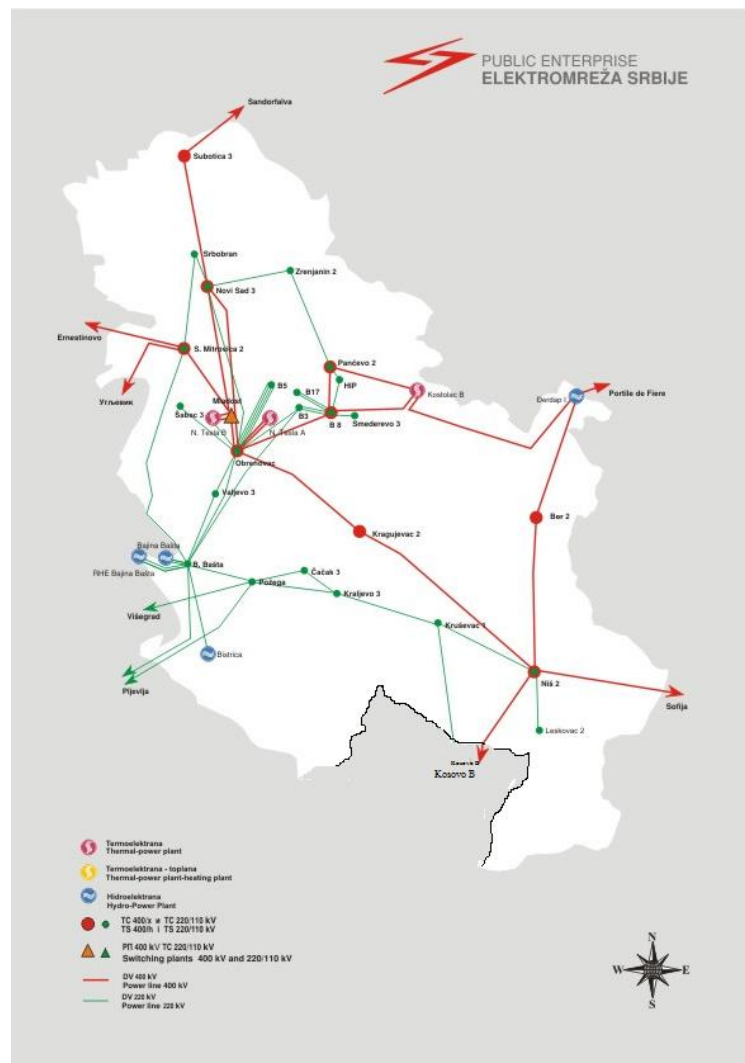 PUBLIC ENTERPRISE
ELEKTROMREŽA SRBIJE
Sandorfalva
Subotica 3
Srbobran
Zrenjanin 2
Novi Sad 3
Ernestinovo
S. Mitrovica 2
Pančevo 2
Угљевик
Mladost
B5
B17
HIP
Kostolac B
Đerdap I
Portile de Fiere
Šabac 3
N. Tesla B
N. Tesla A
B3
B 8
Smederevo 3
Obrenovac
Valjevo 3
Bor 2
Kragujevac 2
Bajina Bašta
RHE Bajina Bašta
B. Bašta
Požega
Čačak 3
Kraljevo 3
Višegrad
Kruševac 1
Bistrica
Pljevlja
Niš 2
Sofija
Leskovac 2
Kosovo B
Kosovo B
Termoelektrana
Thermal-power plant
Termoelektrana - toplana
Thermal-power plant-heating plant
Hidroelektrana
Hydro-Power Plant
ТС 400/x и ТС 220/110 kV
TS 400/h i TS 220/110 kV
РП 400 kV ТС 220/110 kV
Switching plants 400 kV and 220/110 kV
DV 400 kV
Power line 400 kV
DV 220 kV
Power line 220 kV
N
W
E
S